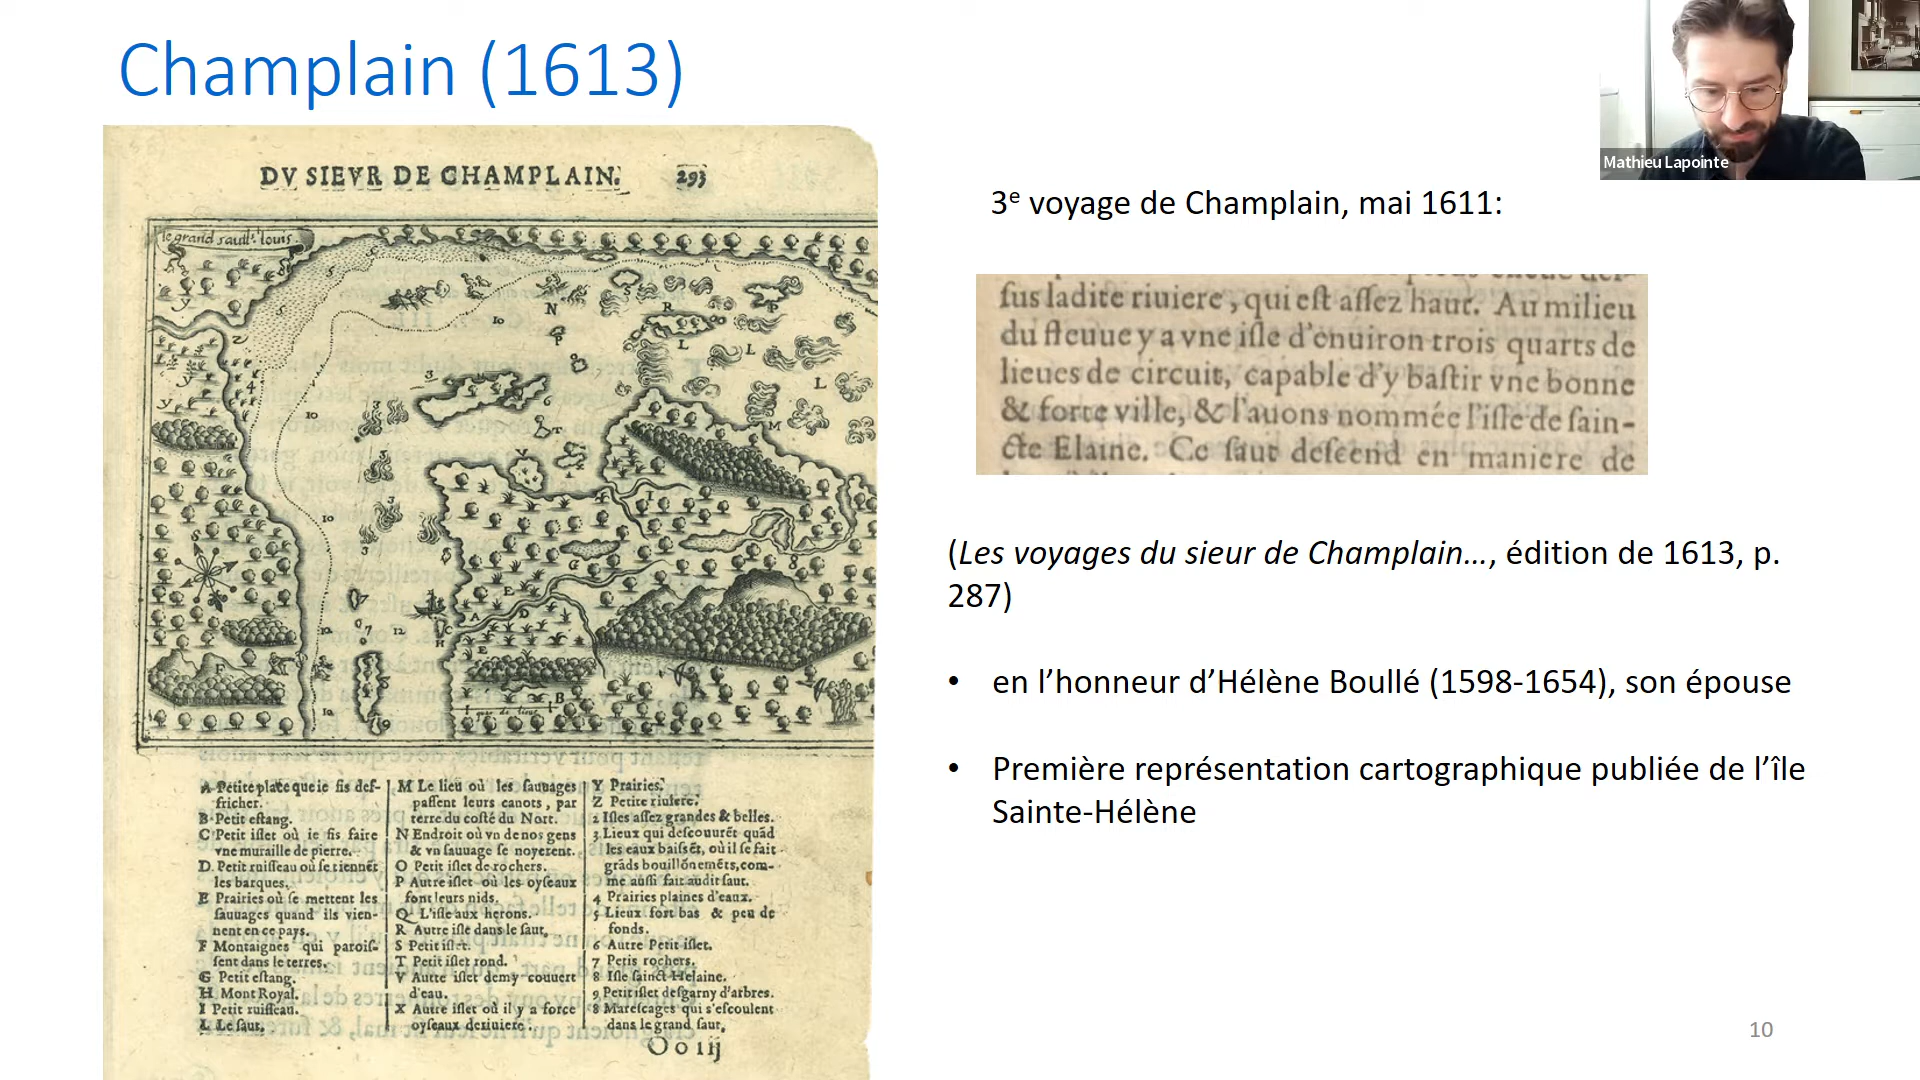 Champlain (1613)
Mathieu Lapointe
DV SIEVR DE CHAMPLAIN. 293
le grand sault st. louis.
3e voyage de Champlain, mai 1611:
ſus ladite riuiere, qui eſt aſſez haut. Au milieu
du fleuue y a vne iſle d'enuiron trois quarts de
lieues de circuit, capable d'y baſtir vne bonne
& forte ville, & l'auons nommée l'iſle de ſain-
cte Elaine. Ce ſaut deſcend en maniere de
(Les voyages du sieur de Champlain…, édition de 1613, p.
287)
• en l’honneur d’Hélène Boullé (1598-1654), son épouse
• Première représentation cartographique publiée de l’île
Sainte-Hélène
A Petite place que ie fis deſ-
fricher.
B Petit eſtang.
C Petit iſlet où ie fis faire
vne muraille de pierre.
D Petit ruiſſeau où ſe tiennẽt
les barques.
E Prairies où ſe mettent les
ſauuages quand ils vien-
nent en ce pays.
F Montaignes qui paroiſ-
ſent dans le terres.
G Petit eſtang.
H Mont Royal.
I Petit ruiſſeau.
L Le ſaut.
M Le lieu où les ſauuages
paſſent leurs canots, par
terre du coſté du Nort.
N Endroit où vn de nos gens
& vn ſauuage ſe noyerent.
O Petit iſlet de rochers.
P Autre iſlet où les oyſeaux
font leurs nids.
Q L'iſle aux herons.
R Autre iſle dans le ſaut.
S Petit iſlet.
T Petit iſlet rond.
V Autre iſlet demy couuert
d'eau.
X Autre iſlet où il y a force
oyſeaux de riuiere.
Y Prairies.
Z Petite riuiere.
2 Iſles aſſez grandes & belles.
3 Lieux qui deſcouurẽt quãd
les eaux baiſſẽt, où il ſe fait
grãds bouillõnemẽts, com-
me auſſi fait audit ſaut.
4 Prairies plaines d'eaux.
5 Lieux fort bas & peu de
fonds.
6 Autre Petit iſlet.
7 Petis rochers.
8 Iſle ſainct Helaine.
9 Petit iſlet deſgarny d'arbres.
8 Mareſcages qui s'eſcoulent
dans le grand ſaut.
Oo iij
10